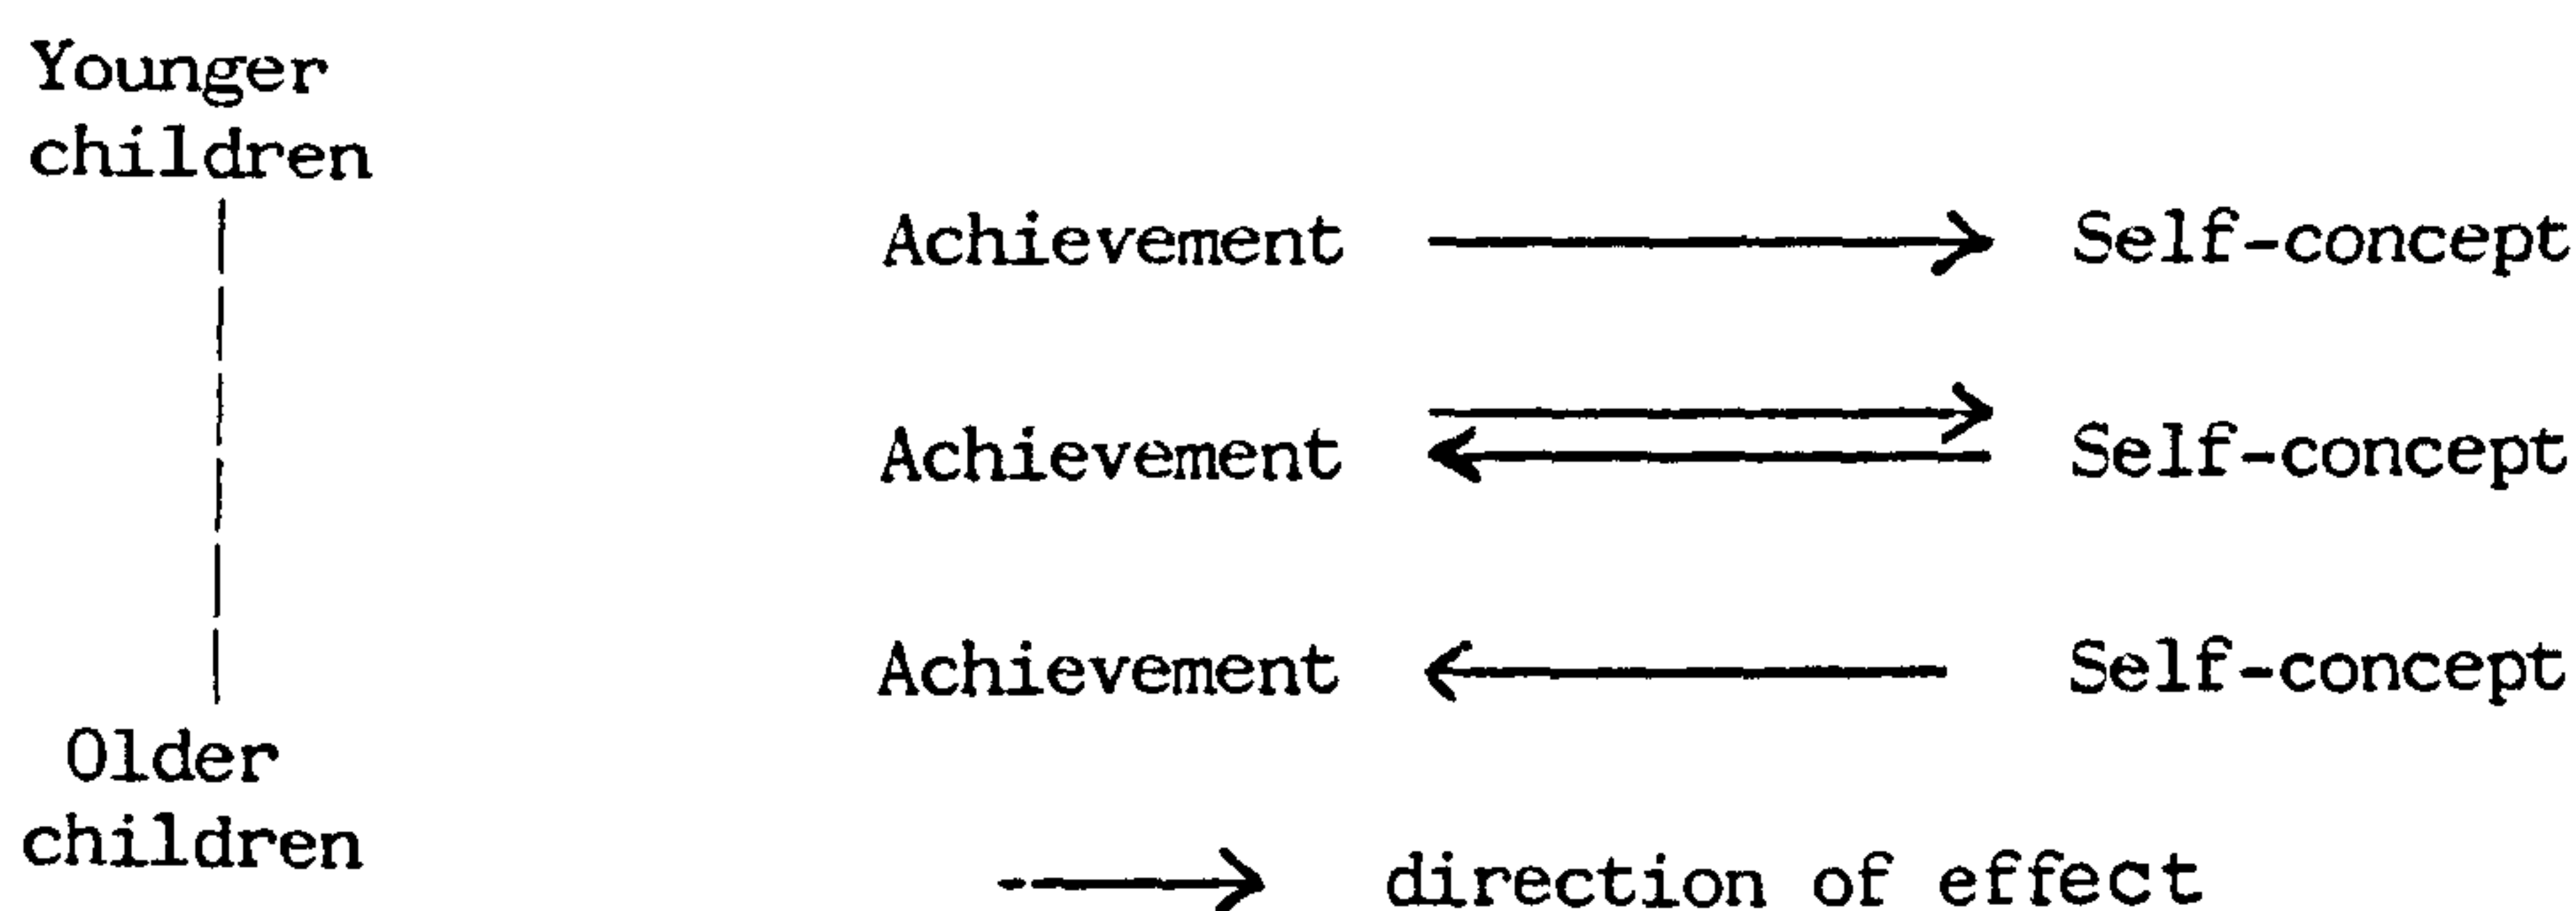 Younger
children
Achievement Self-concept
Achievement Self-concept
Achievement Self-concept
Older
children
direction of effect